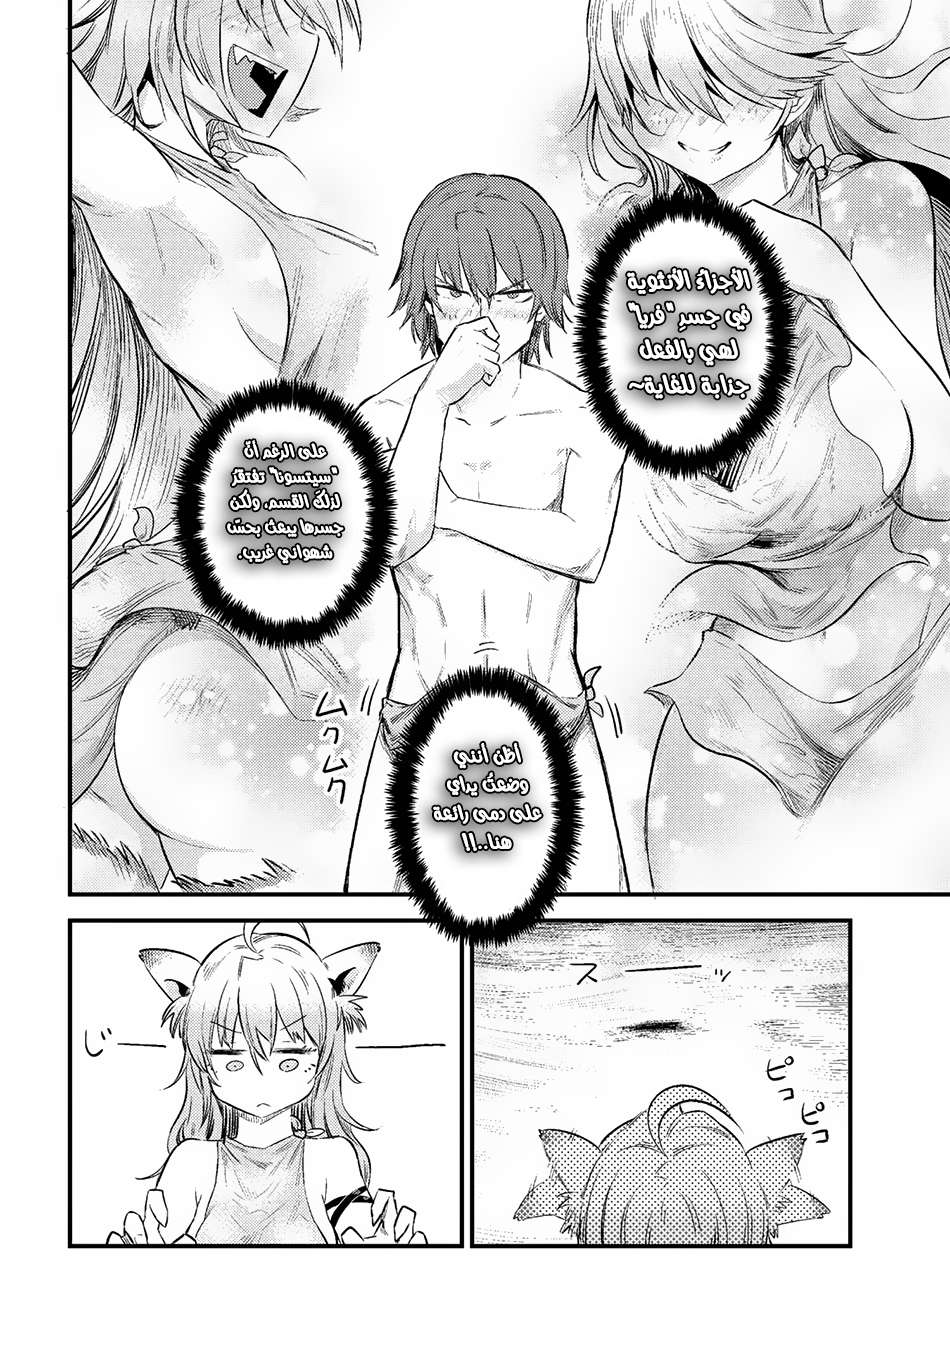 الأجزاءُ الأنثوية
في جسدِ "فريا"
لهي بالفعل
جذابة للغاية~
على الرغم أنّ
"سيتسونا" تفتقرُ
لذلكَ القسم، ولكن
جسدها يبعثُ بحسّ
شهواني غريب.
ムク
ムク
أظن أنني
وضعتُ يداي
على دمى رائعة
هنا..!!
スーッ
ピコ
ピコ
じー